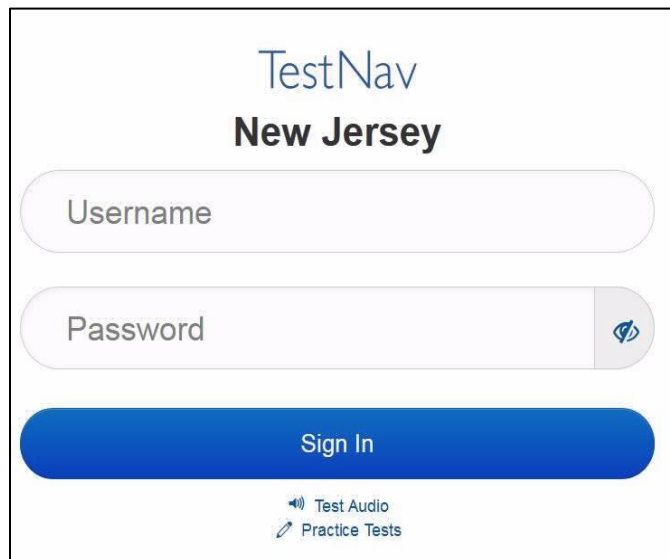 TestNav
New Jersey
Username
Password
Sign In
Test Audio
Practice Tests